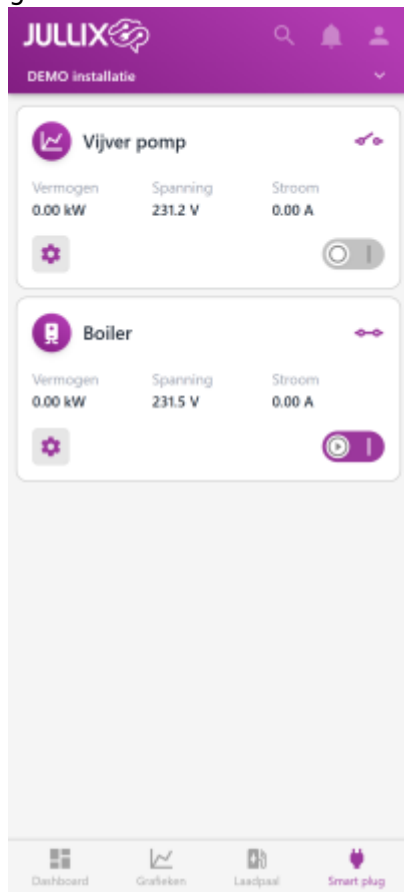 g
JULLIX
DEMO installatie
Vijver pomp
Vermogen Spanning Stroom
0.00 kW 231.2 V 0.00 A
Boiler
Vermogen Spanning Stroom
0.00 kW 231.5 V 0.00 A
Dashboard Grafieken Laadpaal Smart plug